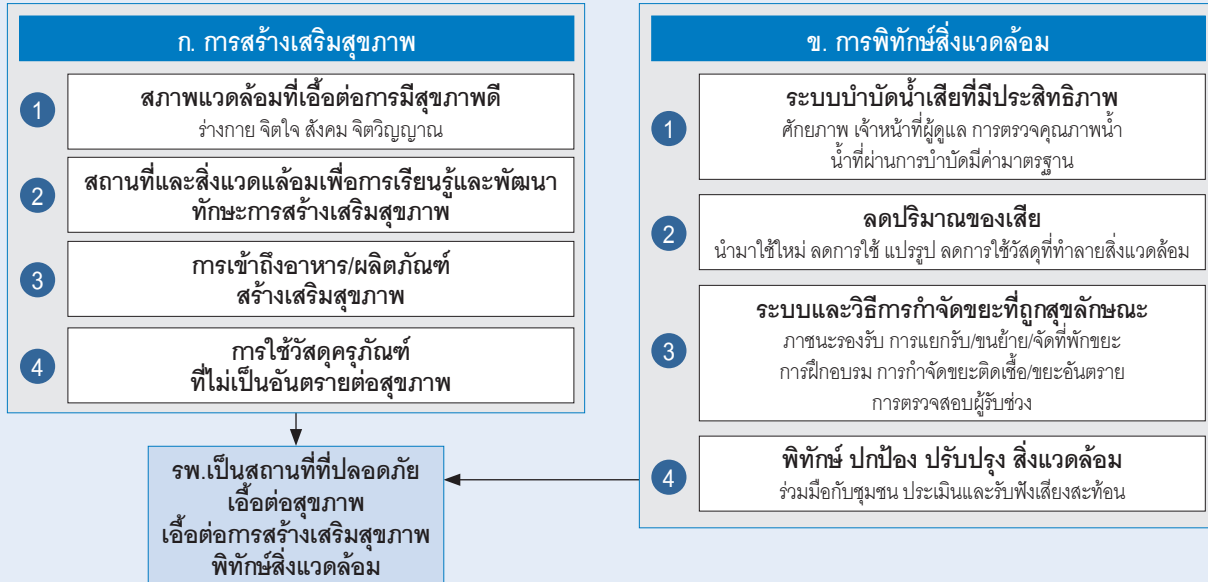 ก. การสร้างเสริมสุขภาพ
1
สภาพแวดล้อมที่เอื้อต่อการมีสุขภาพดี
ร่างกาย จิตใจ สังคม จิตวิญญาณ
2
สถานที่และสิ่งแวดแล้อมเพื่อการเรียนรู้และพัฒนา
ทักษะการสร้างเสริมสุขภาพ
3
การเข้าถึงอาหาร/ผลิตภัณฑ์
สร้างเสริมสุขภาพ
4
การใช้วัสดุครุภัณฑ์
ที่ไม่เป็นอันตรายต่อสุขภาพ
ข. การพิทักษ์สิ่งแวดล้อม
1
ระบบบำบัดน้ำเสียที่มีประสิทธิภาพ
ศักยภาพ เจ้าหน้าที่ผู้ดูแล การตรวจคุณภาพน้ำ
น้ำที่ผ่านการบำบัดมีค่ามาตรฐาน
2
ลดปริมาณของเสีย
นำมาใช้ใหม่ ลดการใช้ แปรรูป ลดการใช้วัสดุที่ทำลายสิ่งแวดล้อม
3
ระบบและวิธีการกำจัดขยะที่ถูกสุขลักษณะ
ภาชนะรองรับ การแยกรับ/ขนย้าย/จัดที่พักขยะ
การฝึกอบรม การกำจัดขยะติดเชื้อ/ขยะอันตราย
การตรวจสอบผู้รับช่วง
4
พิทักษ์ ปกป้อง ปรับปรุง สิ่งแวดล้อม
ร่วมมือกับชุมชน ประเมินและรับฟังเสียงสะท้อน
รพ.เป็นสถานที่ที่ปลอดภัย
เอื้อต่อสุขภาพ
เอื้อต่อการสร้างเสริมสุขภาพ
พิทักษ์สิ่งแวดล้อม